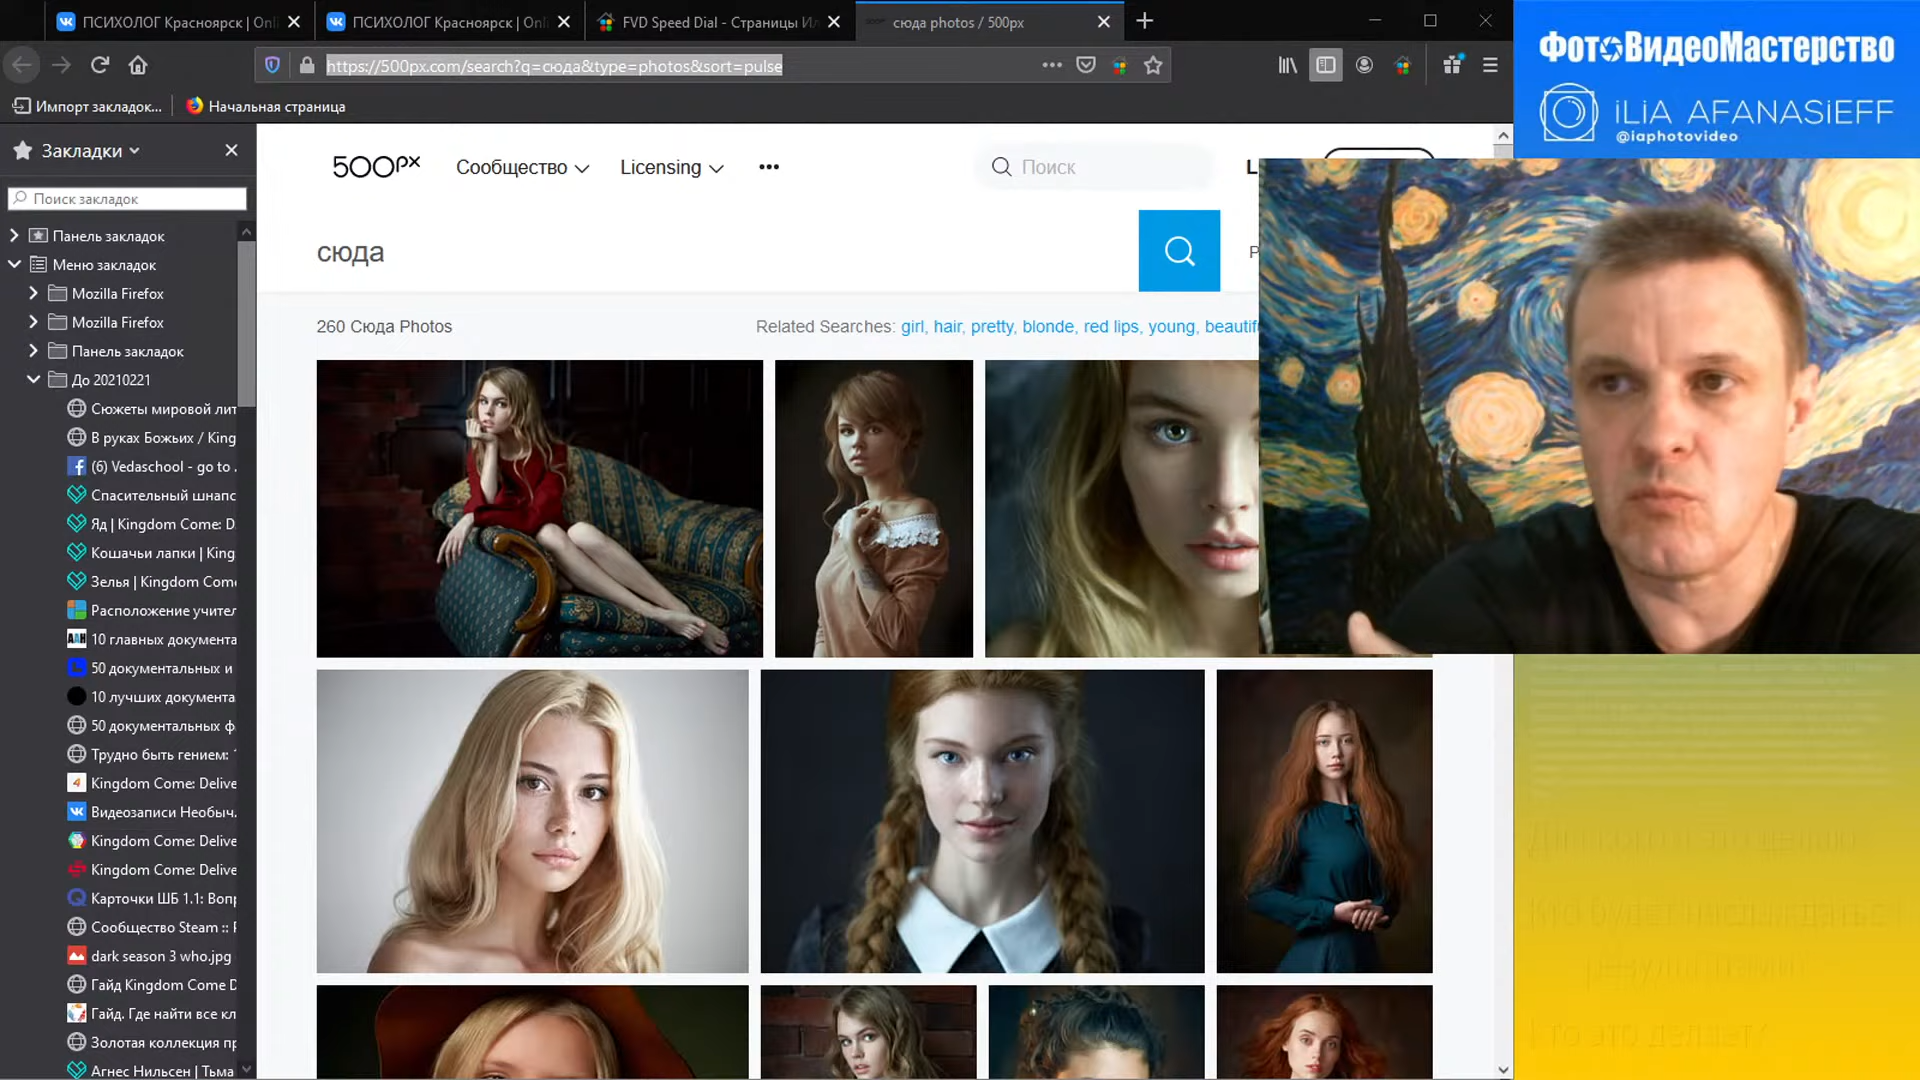 ПСИХОЛОГ Красноярск | Onl
ПСИХОЛОГ Красноярск | Onl
FVD Speed Dial - Страницы Ил
сюда photos / 500px
https://500px.com/search?q=сюда&type=photos&sort=pulse
Импорт закладок...
Начальная страница
Закладки
Поиск закладок
Панель закладок
Меню закладок
Mozilla Firefox
Mozilla Firefox
Панель закладок
До 20210221
Сюжеты мировой лит
В руках Божьих / King
(6) Vedaschool - go to .
Спасительный шнапс
Яд | Kingdom Come: D
Кошачьи лапки | King
Зелья | Kingdom Come
Расположение учител
10 главных документа
50 документальных и
10 лучших документа
50 документальных ф
Трудно быть гением:
Kingdom Come: Delive
Видеозаписи Необыч.
Kingdom Come: Delive
Kingdom Come: Delive
Карточки ШБ 1.1: Вопр
Сообщество Steam :: F
dark season 3 who.jpg
Гайд Kingdom Come D
Гайд. Где найти все кл
Золотая коллекция пр
Агнес Нильсен | Тьма
500px
Сообщество
Licensing
Поиск
L
сюда
P
260 Сюда Photos
Related Searches: girl, hair, pretty, blonde, red lips, young, beautif
ФотоВидеоМастерство
iLiA AFANASiEFF
@iaphotovideo
Кто это делает?